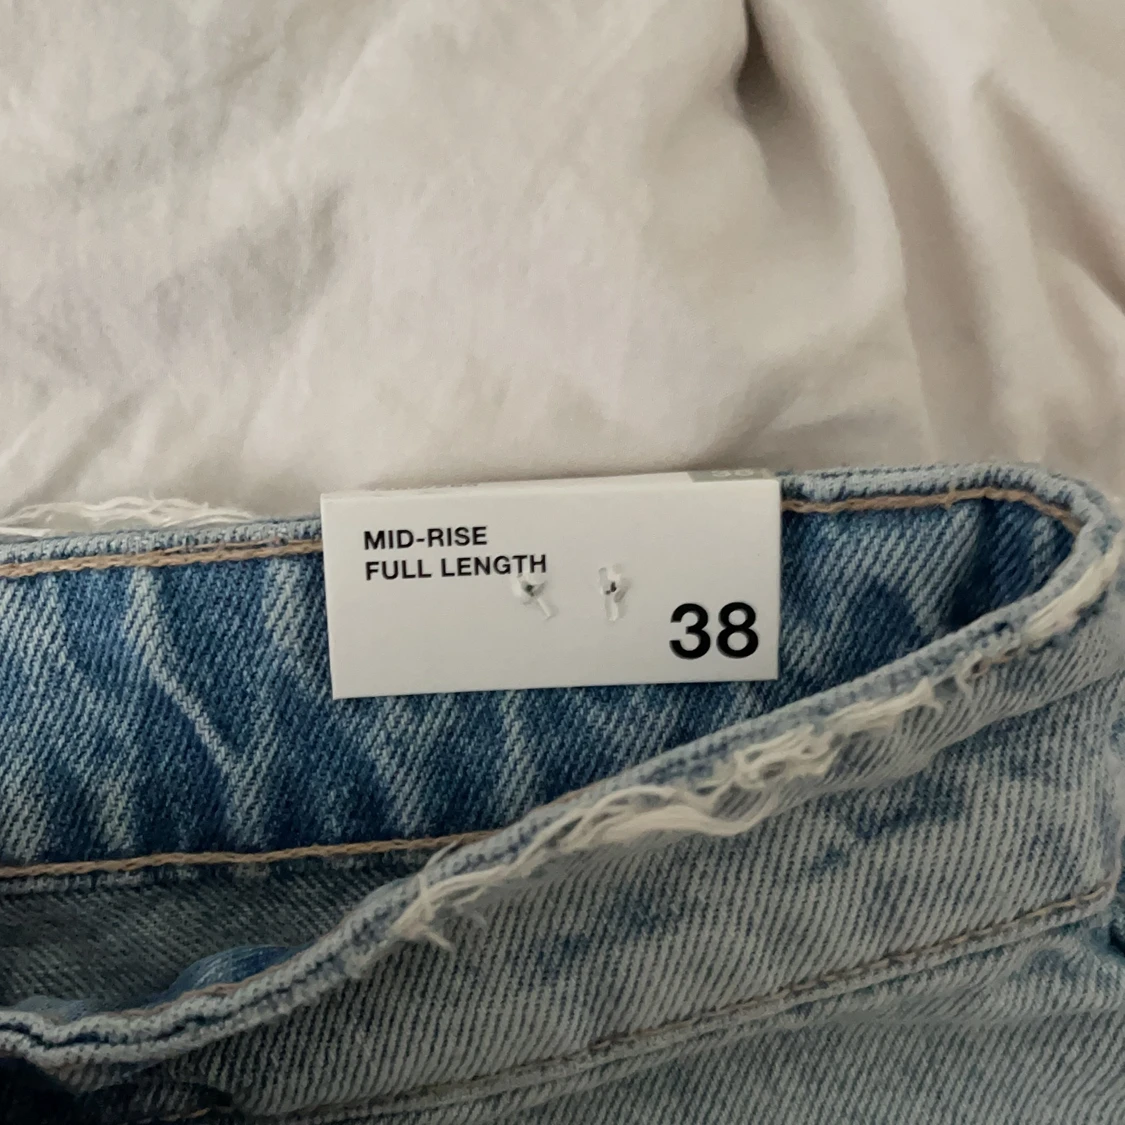 MID-RISE
FULL LENGTH
38